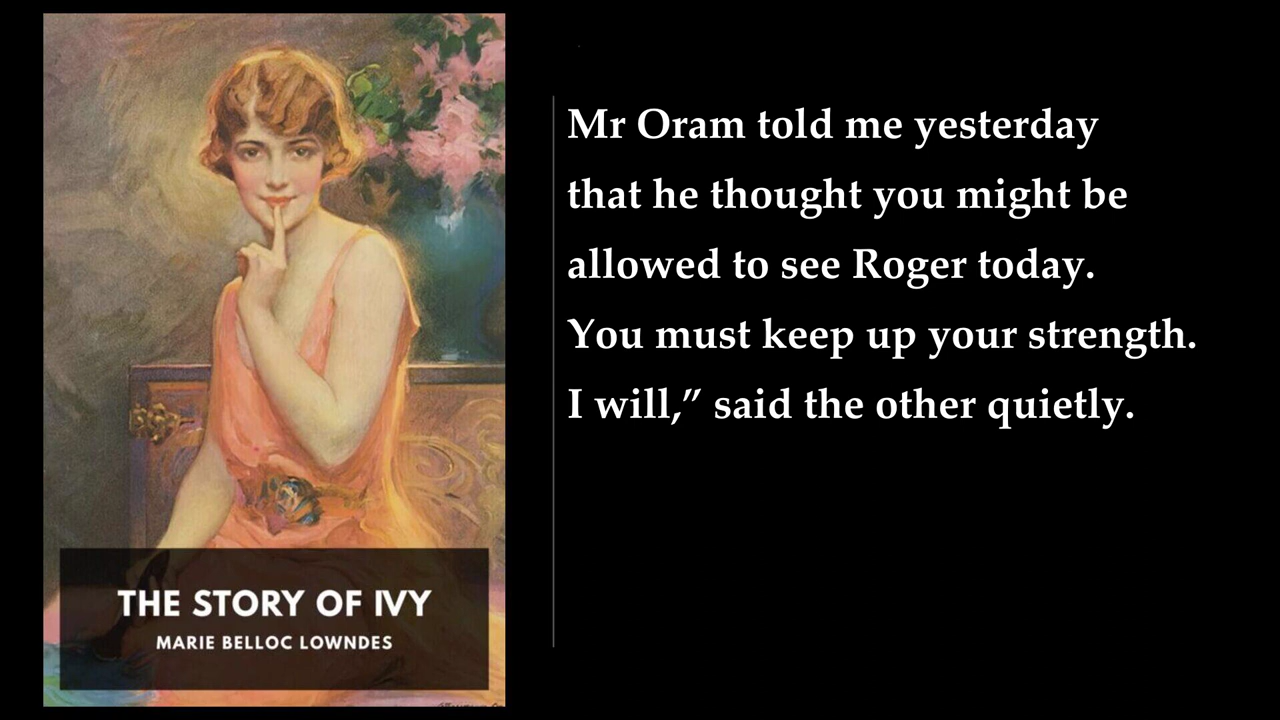 THE STORY OF IVY
MARIE BELLOC LOWNDES
Mr Oram told me yesterday
that he thought you might be
allowed to see Roger today.
You must keep up your strength.
I will,” said the other quietly.